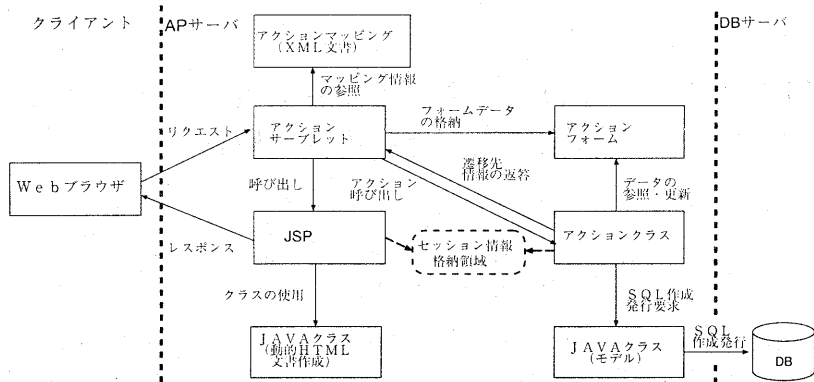 クライアント
APサーバ
DBサーバ
アクションマッピング
(XML文書)
マッピング情報
の参照
リクエスト
アクション
サーブレット
フォームデータ
の格納
アクション
フォーム
Webブラウザ
呼び出し
アクション
呼び出し
遷移先
情報の返答
データの
参照・更新
レスポンス
JSP
セッション情報
格納領域
アクションクラス
クラスの使用
SQL作成
発行要求
JAVAクラス
(動的HTML
文書作成)
JAVAクラス
(モデル)
SQL
作成発行
DB